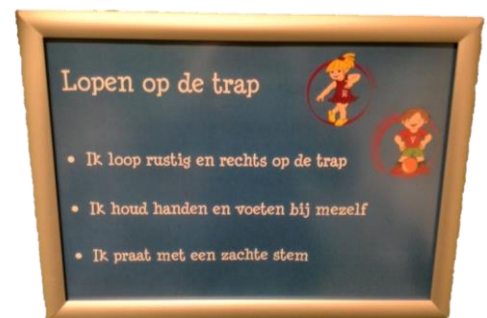 Lopen op de trap
• Ik loop rustig en rechts op de trap
• Ik houd handen en voeten bij mezelf
• Ik praat met een zachte stem